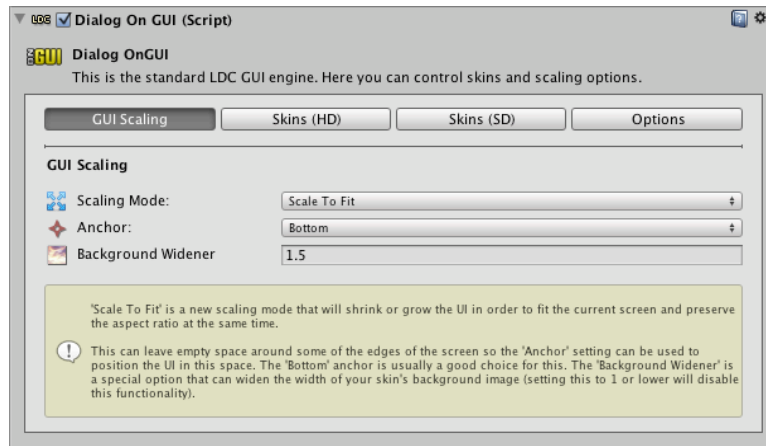 LDC Dialog On GUI (Script)
GUI Dialog OnGUI
This is the standard LDC GUI engine. Here you can control skins and scaling options.
GUI Scaling Skins (HD) Skins (SD) Options
GUI Scaling
Scaling Mode: Scale To Fit
Anchor: Bottom
Background Widener 1.5
'Scale To Fit' is a new scaling mode that will shrink or grow the UI in order to fit the current screen and preserve
the aspect ratio at the same time.
This can leave empty space around some of the edges of the screen so the 'Anchor' setting can be used to
position the UI in this space. The 'Bottom' anchor is usually a good choice for this. The 'Background Widener' is
a special option that can widen the width of your skin's background image (setting this to 1 or lower will disable
this functionality).